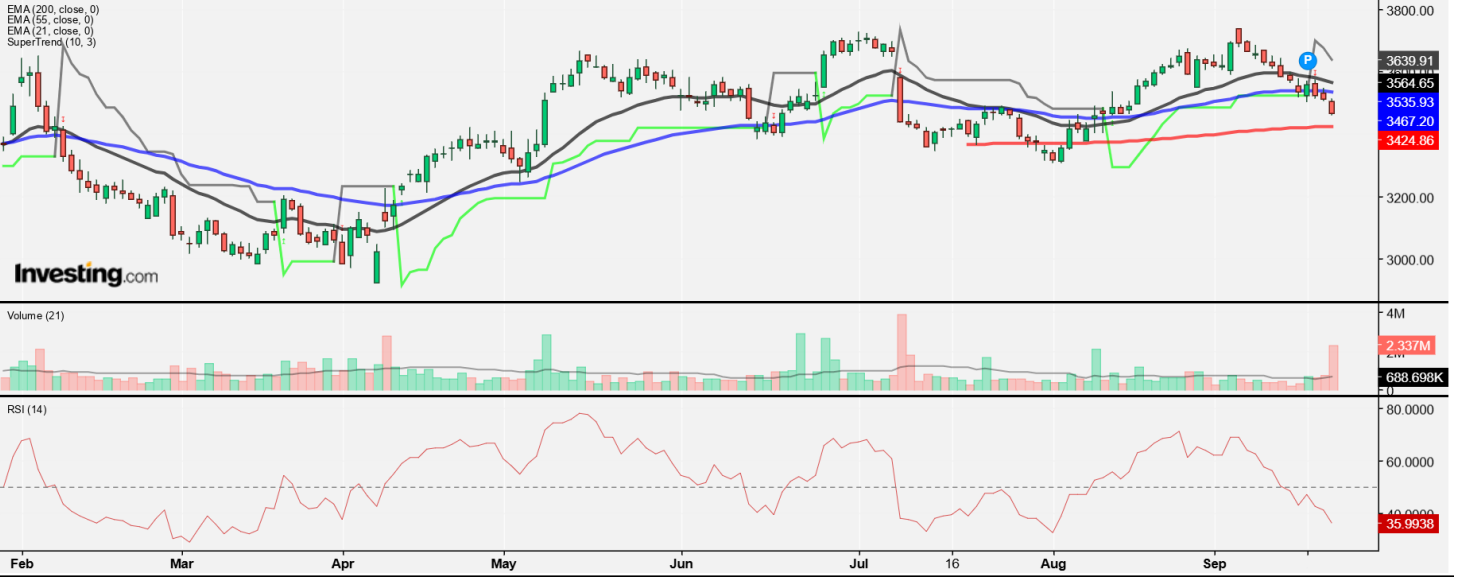 EMA (200, close, 0)
EMA (55, close, 0)
EMA (21, close, 0)
SuperTrend (10, 3)
3800.00
3639.91
3564.65
3535.93
3467.20
3424.86
3200.00
3000.00
P
Investing.com
Volume (21)
4M
2.337M
2M
688.698K
0
RSI (14)
80.0000
60.0000
40.0000
35.9938
Feb Mar Apr May Jun Jul 16 Aug Sep